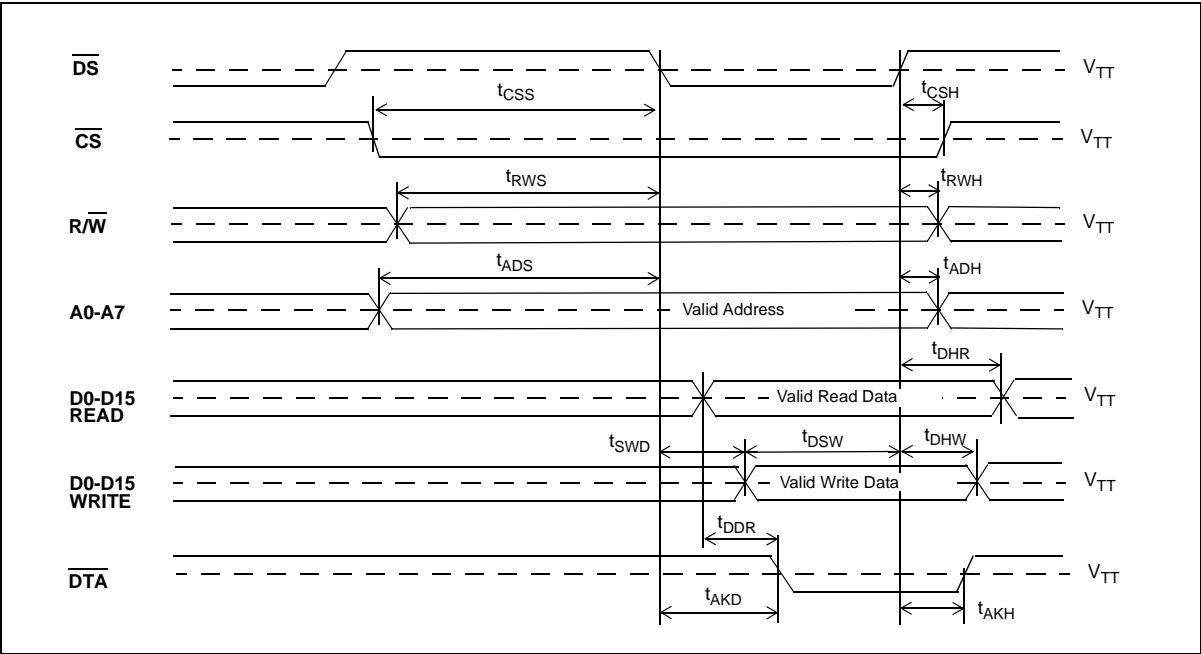 DS
VTT
tCSS
tCSH
CS
VTT
tRWS
tRWH
R/W
VTT
tADS
tADH
A0-A7
Valid Address
VTT
tDHR
D0-D15
READ
Valid Read Data
VTT
tSWD
tDSW
tDHW
D0-D15
WRITE
Valid Write Data
VTT
tDDR
DTA
VTT
tAKD
tAKH